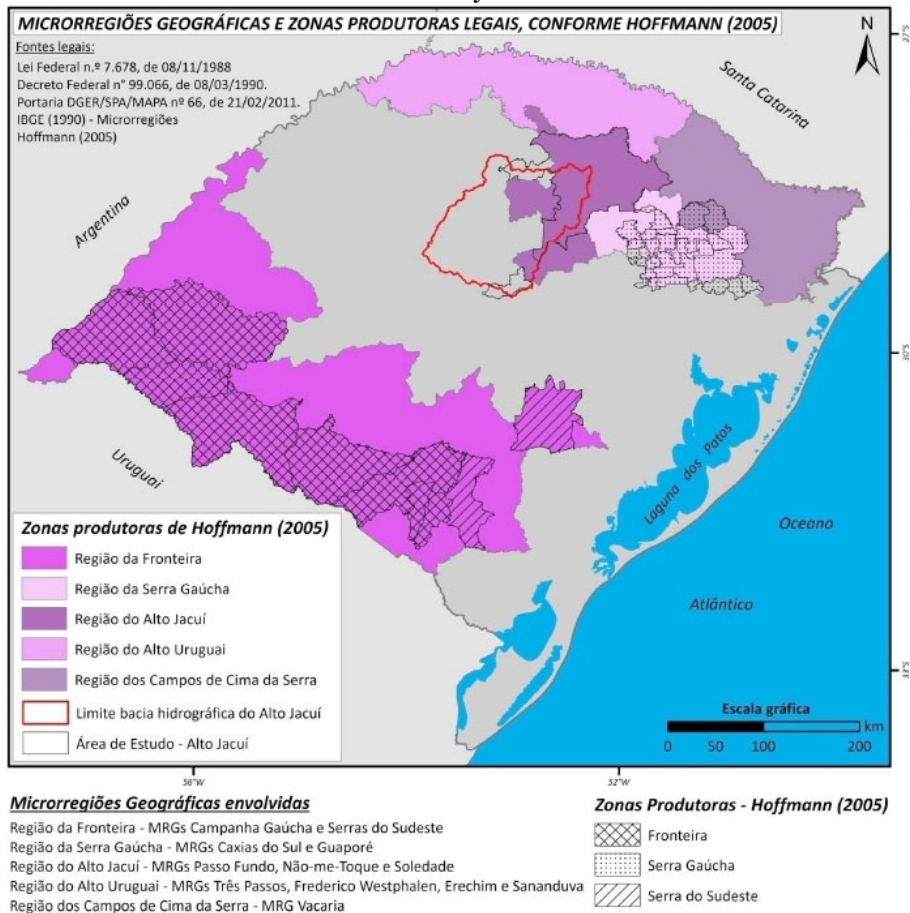 MICRORREGIÕES GEOGRÁFICAS E ZONAS PRODUTORAS LEGAIS, CONFORME HOFFMANN (2005)
Fontes legais:
Lei Federal n.º 7.678, de 08/11/1988
Decreto Federal n° 99.066, de 08/03/1990.
Portaria DGER/SPA/MAPA nº 66, de 21/02/2011.
IBGE (1990) - Microrregiões
Hoffmann (2005)
N
27°S
Santa Catarina
Argentina
30°S
Uruguai
Laguna dos Patos
Oceano
Atlântico
33°S
Zonas produtoras de Hoffmann (2005)
Região da Fronteira
Região da Serra Gaúcha
Região do Alto Jacuí
Região do Alto Uruguai
Região dos Campos de Cima da Serra
Limite bacia hidrográfica do Alto Jacuí
Área de Estudo - Alto Jacuí
Escala gráfica
km
0 50 100 200
56°W 52°W
Microrregiões Geográficas envolvidas
Região da Fronteira - MRGs Campanha Gaúcha e Serras do Sudeste
Região da Serra Gaúcha - MRGs Caxias do Sul e Guaporé
Região do Alto Jacuí - MRGs Passo Fundo, Não-me-Toque e Soledade
Região do Alto Uruguai - MRGs Três Passos, Frederico Westphalen, Erechim e Sananduva
Região dos Campos de Cima da Serra - MRG Vacaria
Zonas Produtoras - Hoffmann (2005)
Fronteira
Serra Gaúcha
Serra do Sudeste